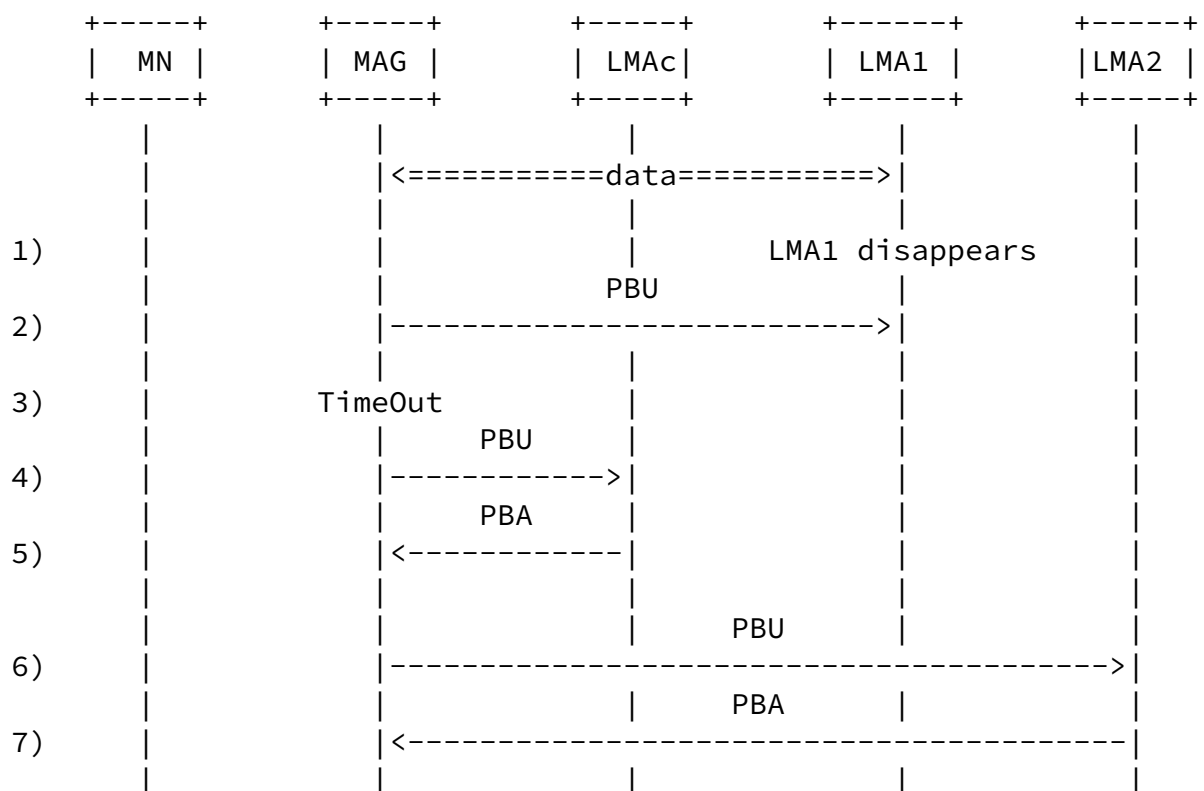 +-----+ +-----+ +-----+ +------+ +-----+
| MN | | MAG | | LMAc| | LMA1 | |LMA2 |
+-----+ +-----+ +-----+ +------+ +-----+
| | | | |
| |<===========data===========>| |
| | | | |
1) | | | LMA1 disappears |
| | PBU | |
2) | |-------------------------->| |
| | | | |
3) | TimeOut | | |
| | PBU | | |
4) | |------------>| | |
| | PBA | | |
5) | |<------------| | |
| | | | |
| | | PBU | |
6) | |---------------------------------------->|
| | | PBA | |
7) | |<----------------------------------------|
| | | | |